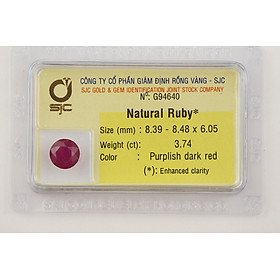 CÔNG TY CỔ PHẦN GIÁM ĐỊNH RỒNG VÀNG - SJC
SJC GOLD & GEM IDENTIFICATION JOINT STOCK COMPANY
Nº: G94640
SJC
Natural Ruby*
Size (mm) : 8.39 - 8.48 x 6.05
Weight (ct) : 3.74
Color : Purplish dark red
(*): Enhanced clarity)